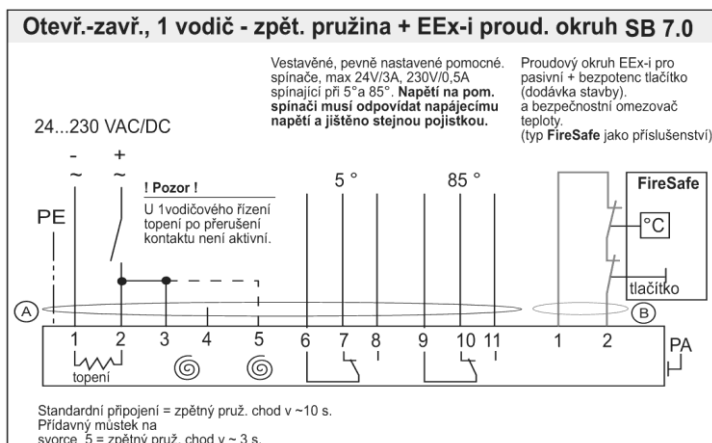 Otevř.-zavř., 1 vodič - zpět. pružina + EEx-i proud. okruh SB 7.0
Vestavěné, pevně nastavené pomocné.
spínače, max 24V/3A, 230V/0,5A
spínající při 5°a 85°. Napětí na pom.
spínači musí odpovídat napájecímu
napětí a jištěno stejnou pojistkou.
Proudový okruh EEx-i pro
pasivní + bezpotenc tlačítko
(dodávka stavby).
a bezpečnostní omezovač
teploty.
(typ FireSafe jako příslušenství)
24...230 VAC/DC
- +
~ ~
! Pozor !
U 1vodičového řízení
topení po přerušení
kontaktu není aktivní.
5 ° 85 °
FireSafe
°C
tlačítko
PE
A B
1 2 3 4 5 6 7 8 9 10 11 1 2 PA
topení
Standardní připojení = zpětný pruž. chod v ~10 s.
Přídavný můstek na
svorce 5 = zpětný pruž. chod v ~ 3 s.